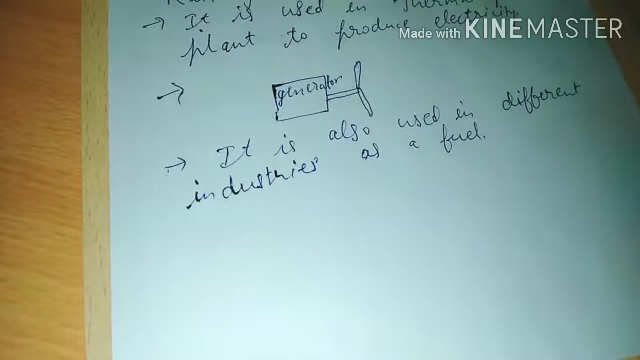 → It is used in
Made with KINEMASTER
plant to produce electricity.
→ generator
→ It is also used in different
industries as a fuel.